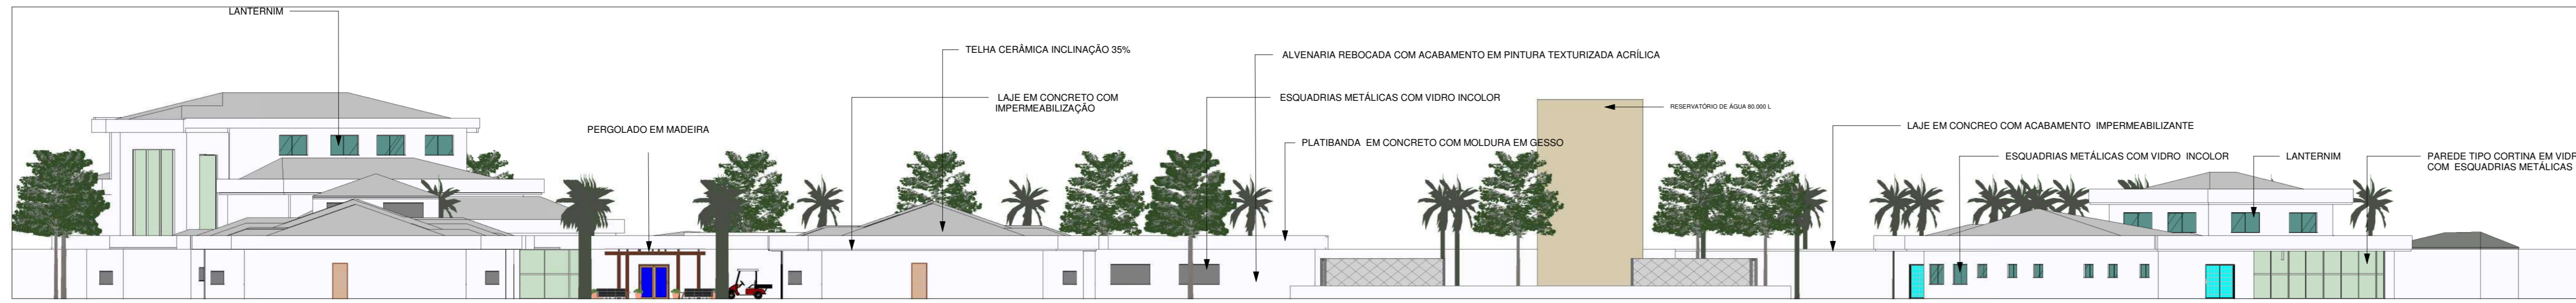 LANTERNIM
TELHA CERÂMICA INCLINAÇÃO 35%
ALVENARIA REBOCADA COM ACABAMENTO EM PINTURA TEXTURIZADA ACRÍLICA
LAJE EM CONCRETO COM
IMPERMEABILIZAÇÃO
ESQUADRIAS METÁLICAS COM VIDRO INCOLOR
RESERVATÓRIO DE ÁGUA 80.000 L
PERGOLADO EM MADEIRA
PLATIBANDA EM CONCRETO COM MOLDURA EM GESSO
LAJE EM CONCREO COM ACABAMENTO IMPERMEABILIZANTE
ESQUADRIAS METÁLICAS COM VIDRO INCOLOR
LANTERNIM
PAREDE TIPO CORTINA EM VIDR
COM ESQUADRIAS METÁLICAS